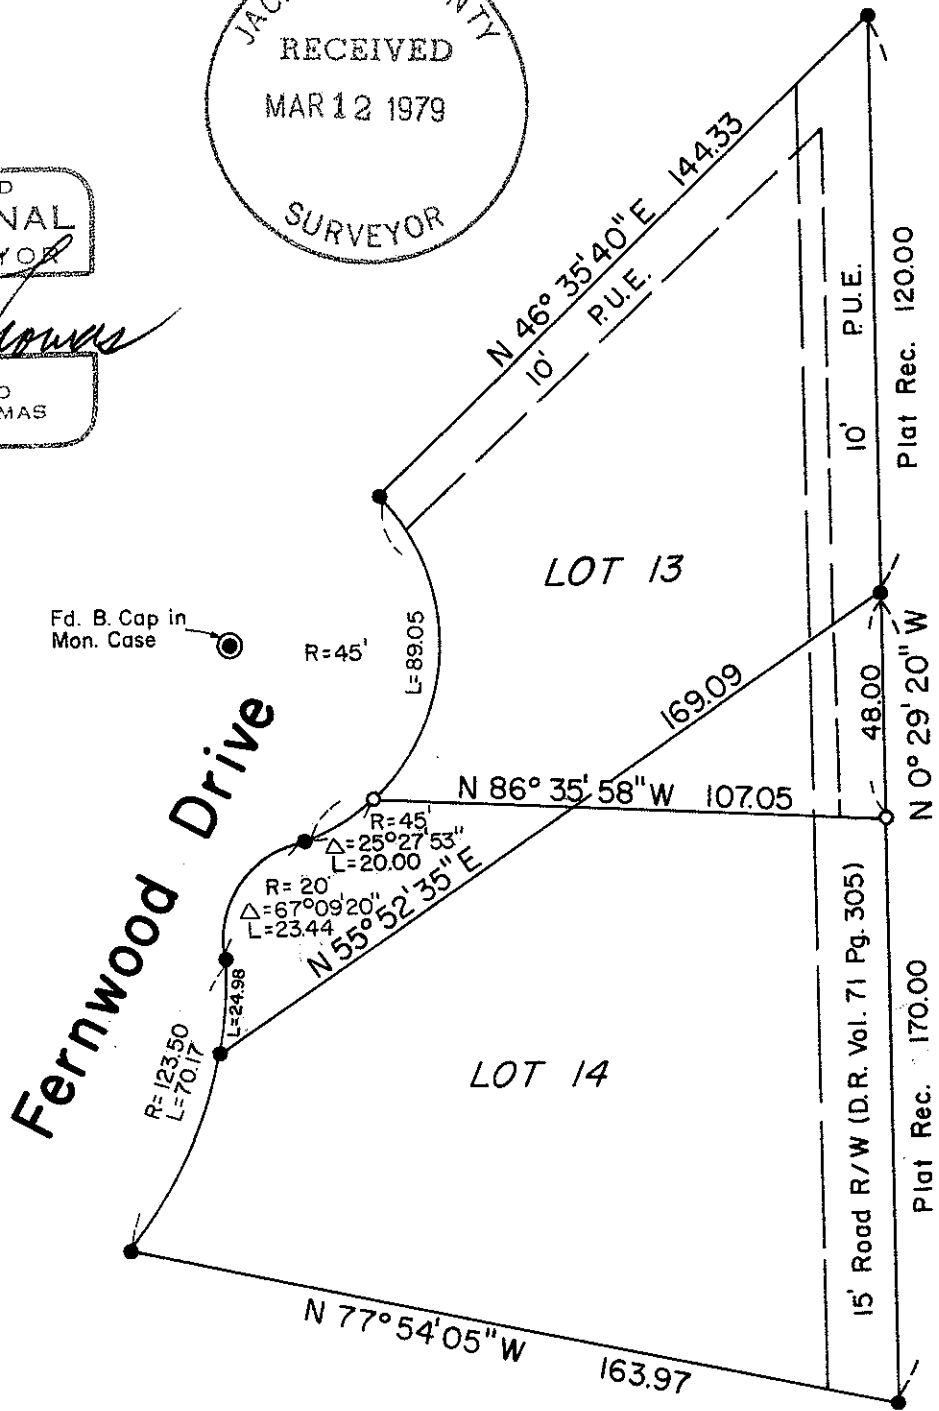 JAC NTY
RECEIVED
MAR 12 1979
SURVEYOR
D
NAL
YOR
O
MAS
N 46° 35' 40" E 144.33
10' P.U.E.
10' P.U.E.
Plat Rec. 120.00
LOT 13
Fd. B. Cap in
Mon. Case
R=45'
L=89.05
169.09
48.00
N 0° 29' 20" W
N 86° 35' 58" W 107.05
R=45'
△=25°27'53"
L=20.00
R=20'
△=67°09'20"
L=23.44
N 55° 52' 35" E
L=24.98
Fernwood Drive
R=123.50
L=70.17
LOT 14
15' Road R/W (D.R. Vol. 71 Pg. 305)
Plat Rec. 170.00
N 77° 54' 05" W 163.97